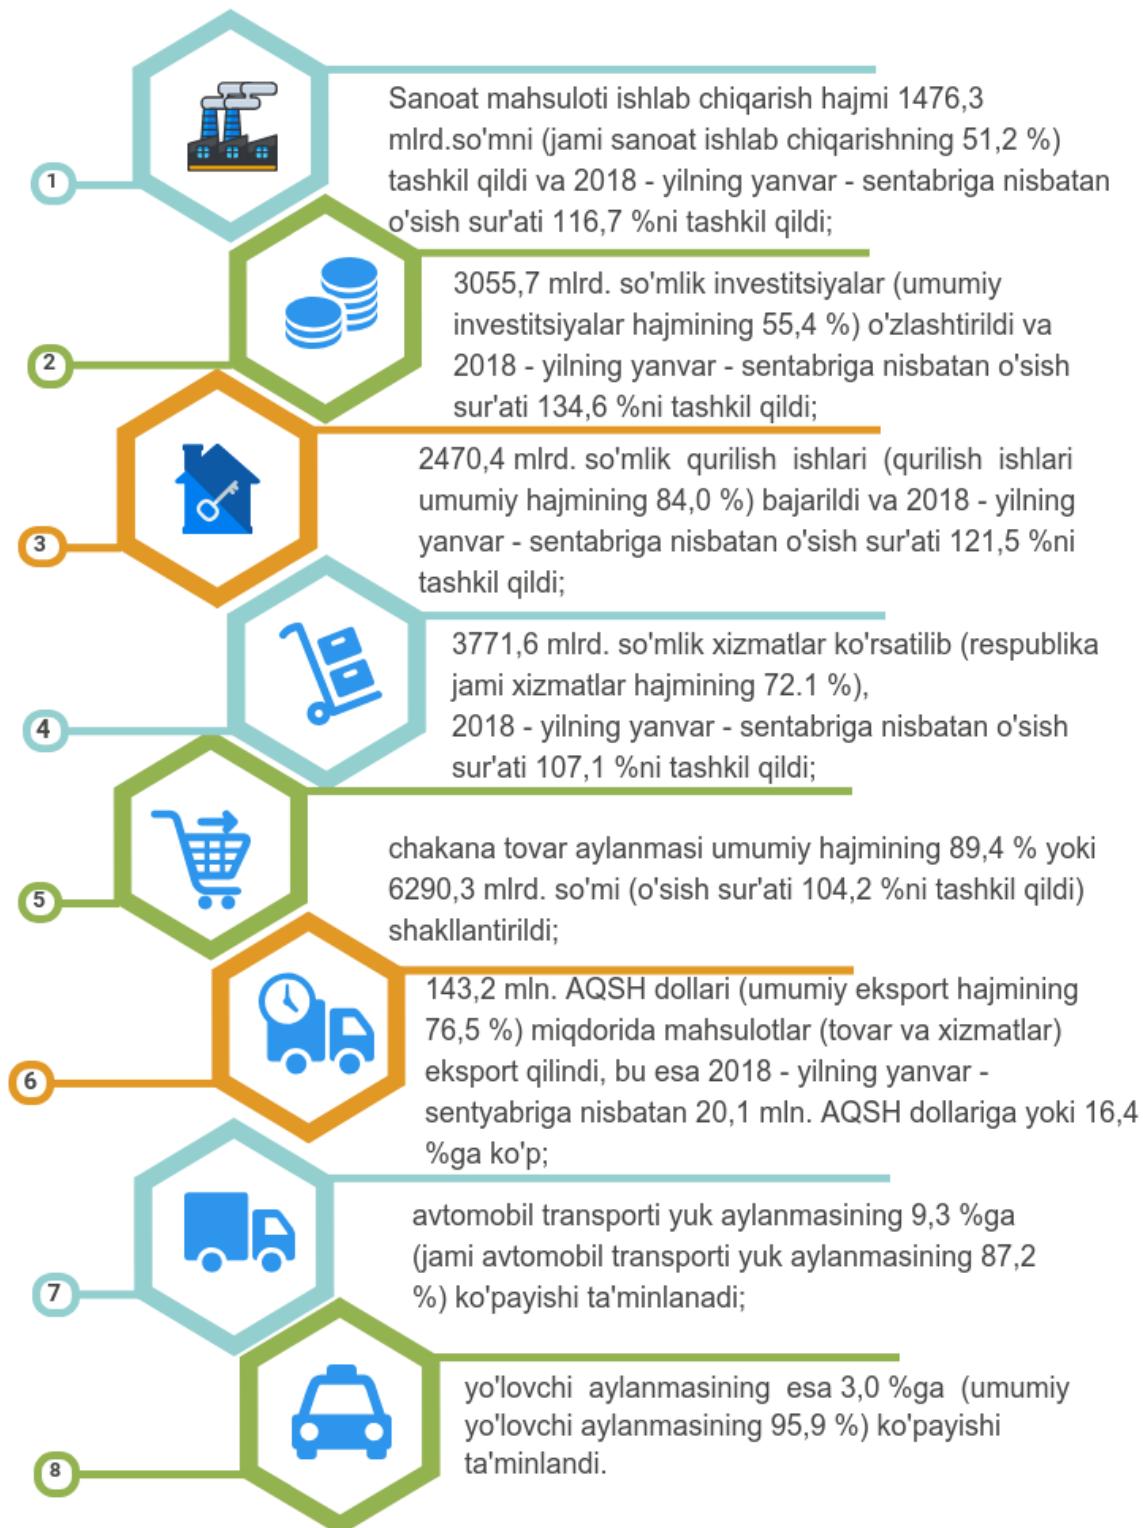 1
Sanoat mahsuloti ishlab chiqarish hajmi 1476,3
mlrd.so'mni (jami sanoat ishlab chiqarishning 51,2 %)
tashkil qildi va 2018 - yilning yanvar - sentabriga nisbatan
o'sish sur'ati 116,7 %ni tashkil qildi;
2
3055,7 mlrd. so'mlik investitsiyalar (umumiy
investitsiyalar hajmining 55,4 %) o'zlashtirildi va
2018 - yilning yanvar - sentabriga nisbatan o'sish
sur'ati 134,6 %ni tashkil qildi;
3
2470,4 mlrd. so'mlik qurilish ishlari (qurilish ishlari
umumiy hajmining 84,0 %) bajarildi va 2018 - yilning
yanvar - sentabriga nisbatan o'sish sur'ati 121,5 %ni
tashkil qildi;
4
3771,6 mlrd. so'mlik xizmatlar ko'rsatilib (respublika
jami xizmatlar hajmining 72.1 %),
2018 - yilning yanvar - sentabriga nisbatan o'sish
sur'ati 107,1 %ni tashkil qildi;
5
chakana tovar aylanmasi umumiy hajmining 89,4 % yoki
6290,3 mlrd. so'mi (o'sish sur'ati 104,2 %ni tashkil qildi)
shakllantirildi;
6
143,2 mln. AQSH dollari (umumiy eksport hajmining
76,5 %) miqdorida mahsulotlar (tovar va xizmatlar)
eksport qilindi, bu esa 2018 - yilning yanvar -
sentyabriga nisbatan 20,1 mln. AQSH dollariga yoki 16,4
%ga ko'p;
7
avtomobil transporti yuk aylanmasining 9,3 %ga
(jami avtomobil transporti yuk aylanmasining 87,2
%) ko'payishi ta'minlanadi;
8
yo'lovchi aylanmasining esa 3,0 %ga (umumiy
yo'lovchi aylanmasining 95,9 %) ko'payishi
ta'minlandi.